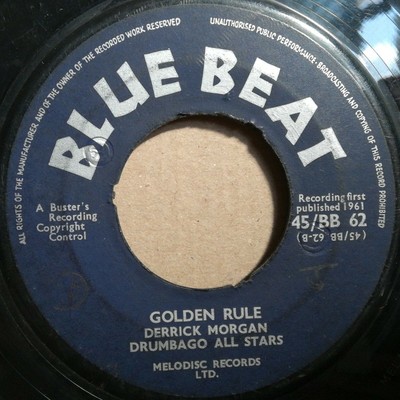 ALL RIGHTS OF THE MANUFACTURER AND OF THE OWNER OF THE RECORDED WORK RESERVED
UNAUTHORISED PUBLIC PERFORMANCE, BROADCASTING AND COPYING OF THIS RECORD PROHIBITED
BLUE BEAT
A Buster's
Recording
Copyright
Control
Recording first
published 1961
45/BB 62
(45/BB 62-B)
GOLDEN RULE
DERRICK MORGAN
DRUMBAGO ALL STARS
MELODISC RECORDS
LTD.